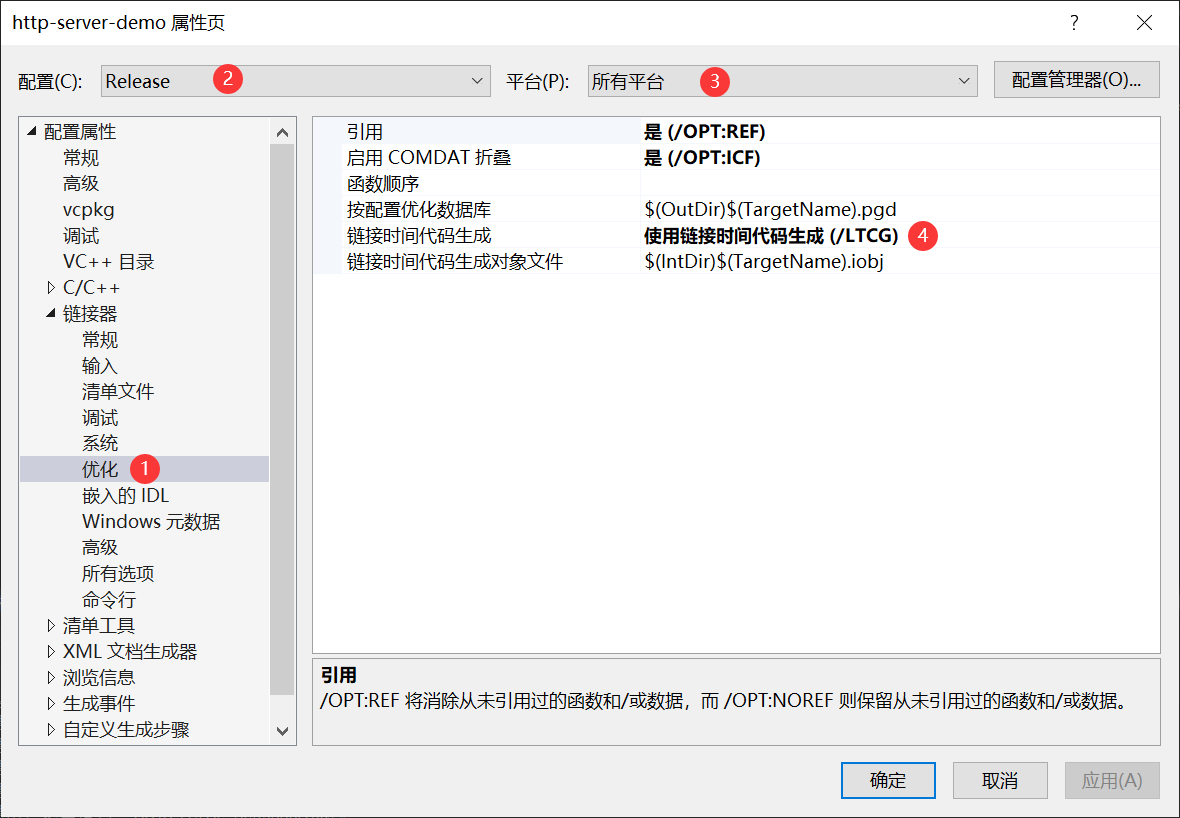 http-server-demo 属性页 ?
配置(C): Release 2 平台(P): 所有平台 3 配置管理器(O)...
配置属性
常规
高级
vcpkg
调试
VC++ 目录
C/C++
链接器
常规
输入
清单文件
调试
系统
优化 1
嵌入的 IDL
Windows 元数据
高级
所有选项
命令行
清单工具
XML 文档生成器
浏览信息
生成事件
自定义生成步骤
引用 是 (/OPT:REF)
启用 COMDAT 折叠 是 (/OPT:ICF)
函数顺序
按配置优化数据库 $(OutDir)$(TargetName).pgd
链接时间代码生成 使用链接时间代码生成 (/LTCG) 4
链接时间代码生成对象文件 $(IntDir)$(TargetName).iobj
引用
/OPT:REF 将消除从未引用过的函数和/或数据，而 /OPT:NOREF 则保留从未引用过的函数和/或数据。
确定 取消 应用(A)